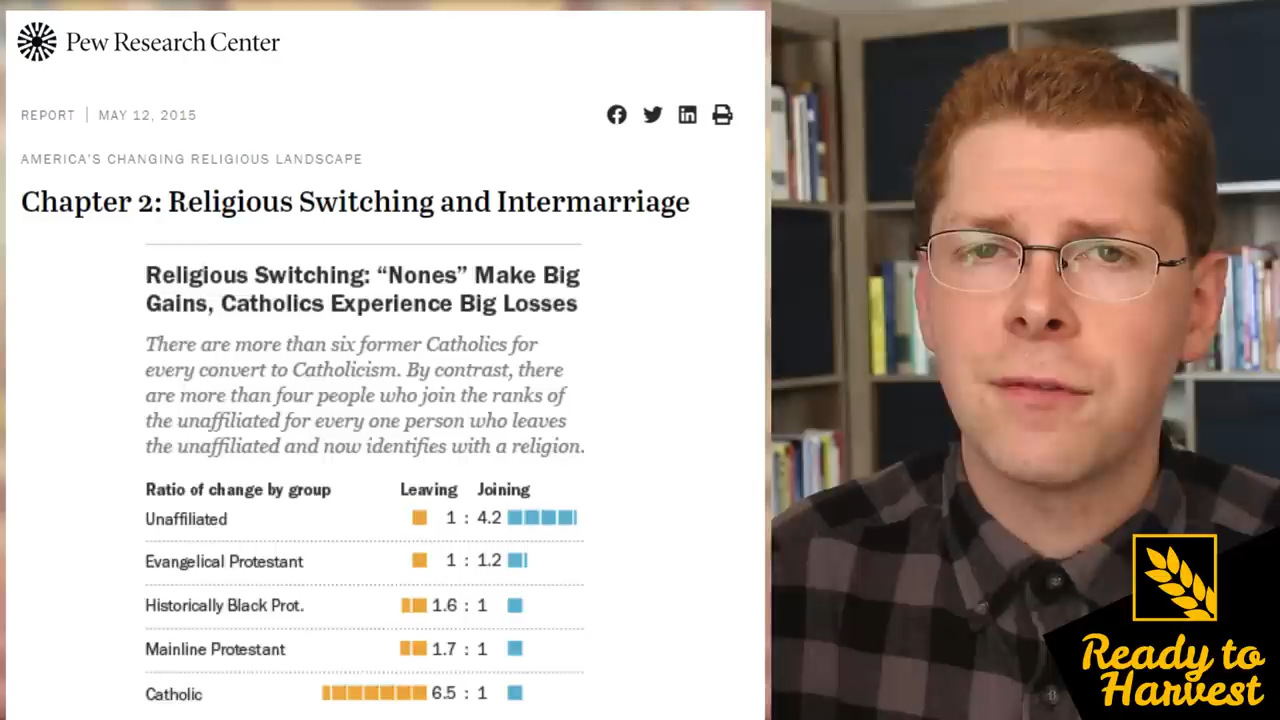 Pew Research Center
REPORT | MAY 12, 2015
AMERICA'S CHANGING RELIGIOUS LANDSCAPE
Chapter 2: Religious Switching and Intermarriage
Religious Switching: “Nones” Make Big
Gains, Catholics Experience Big Losses
There are more than six former Catholics for
every convert to Catholicism. By contrast, there
are more than four people who join the ranks of
the unaffiliated for every one person who leaves
the unaffiliated and now identifies with a religion.
Ratio of change by group Leaving Joining
Unaffiliated 1 : 4.2
Evangelical Protestant 1 : 1.2
Historically Black Prot. 1.6 : 1
Mainline Protestant 1.7 : 1
Catholic 6.5 : 1
Ready to
Harvest